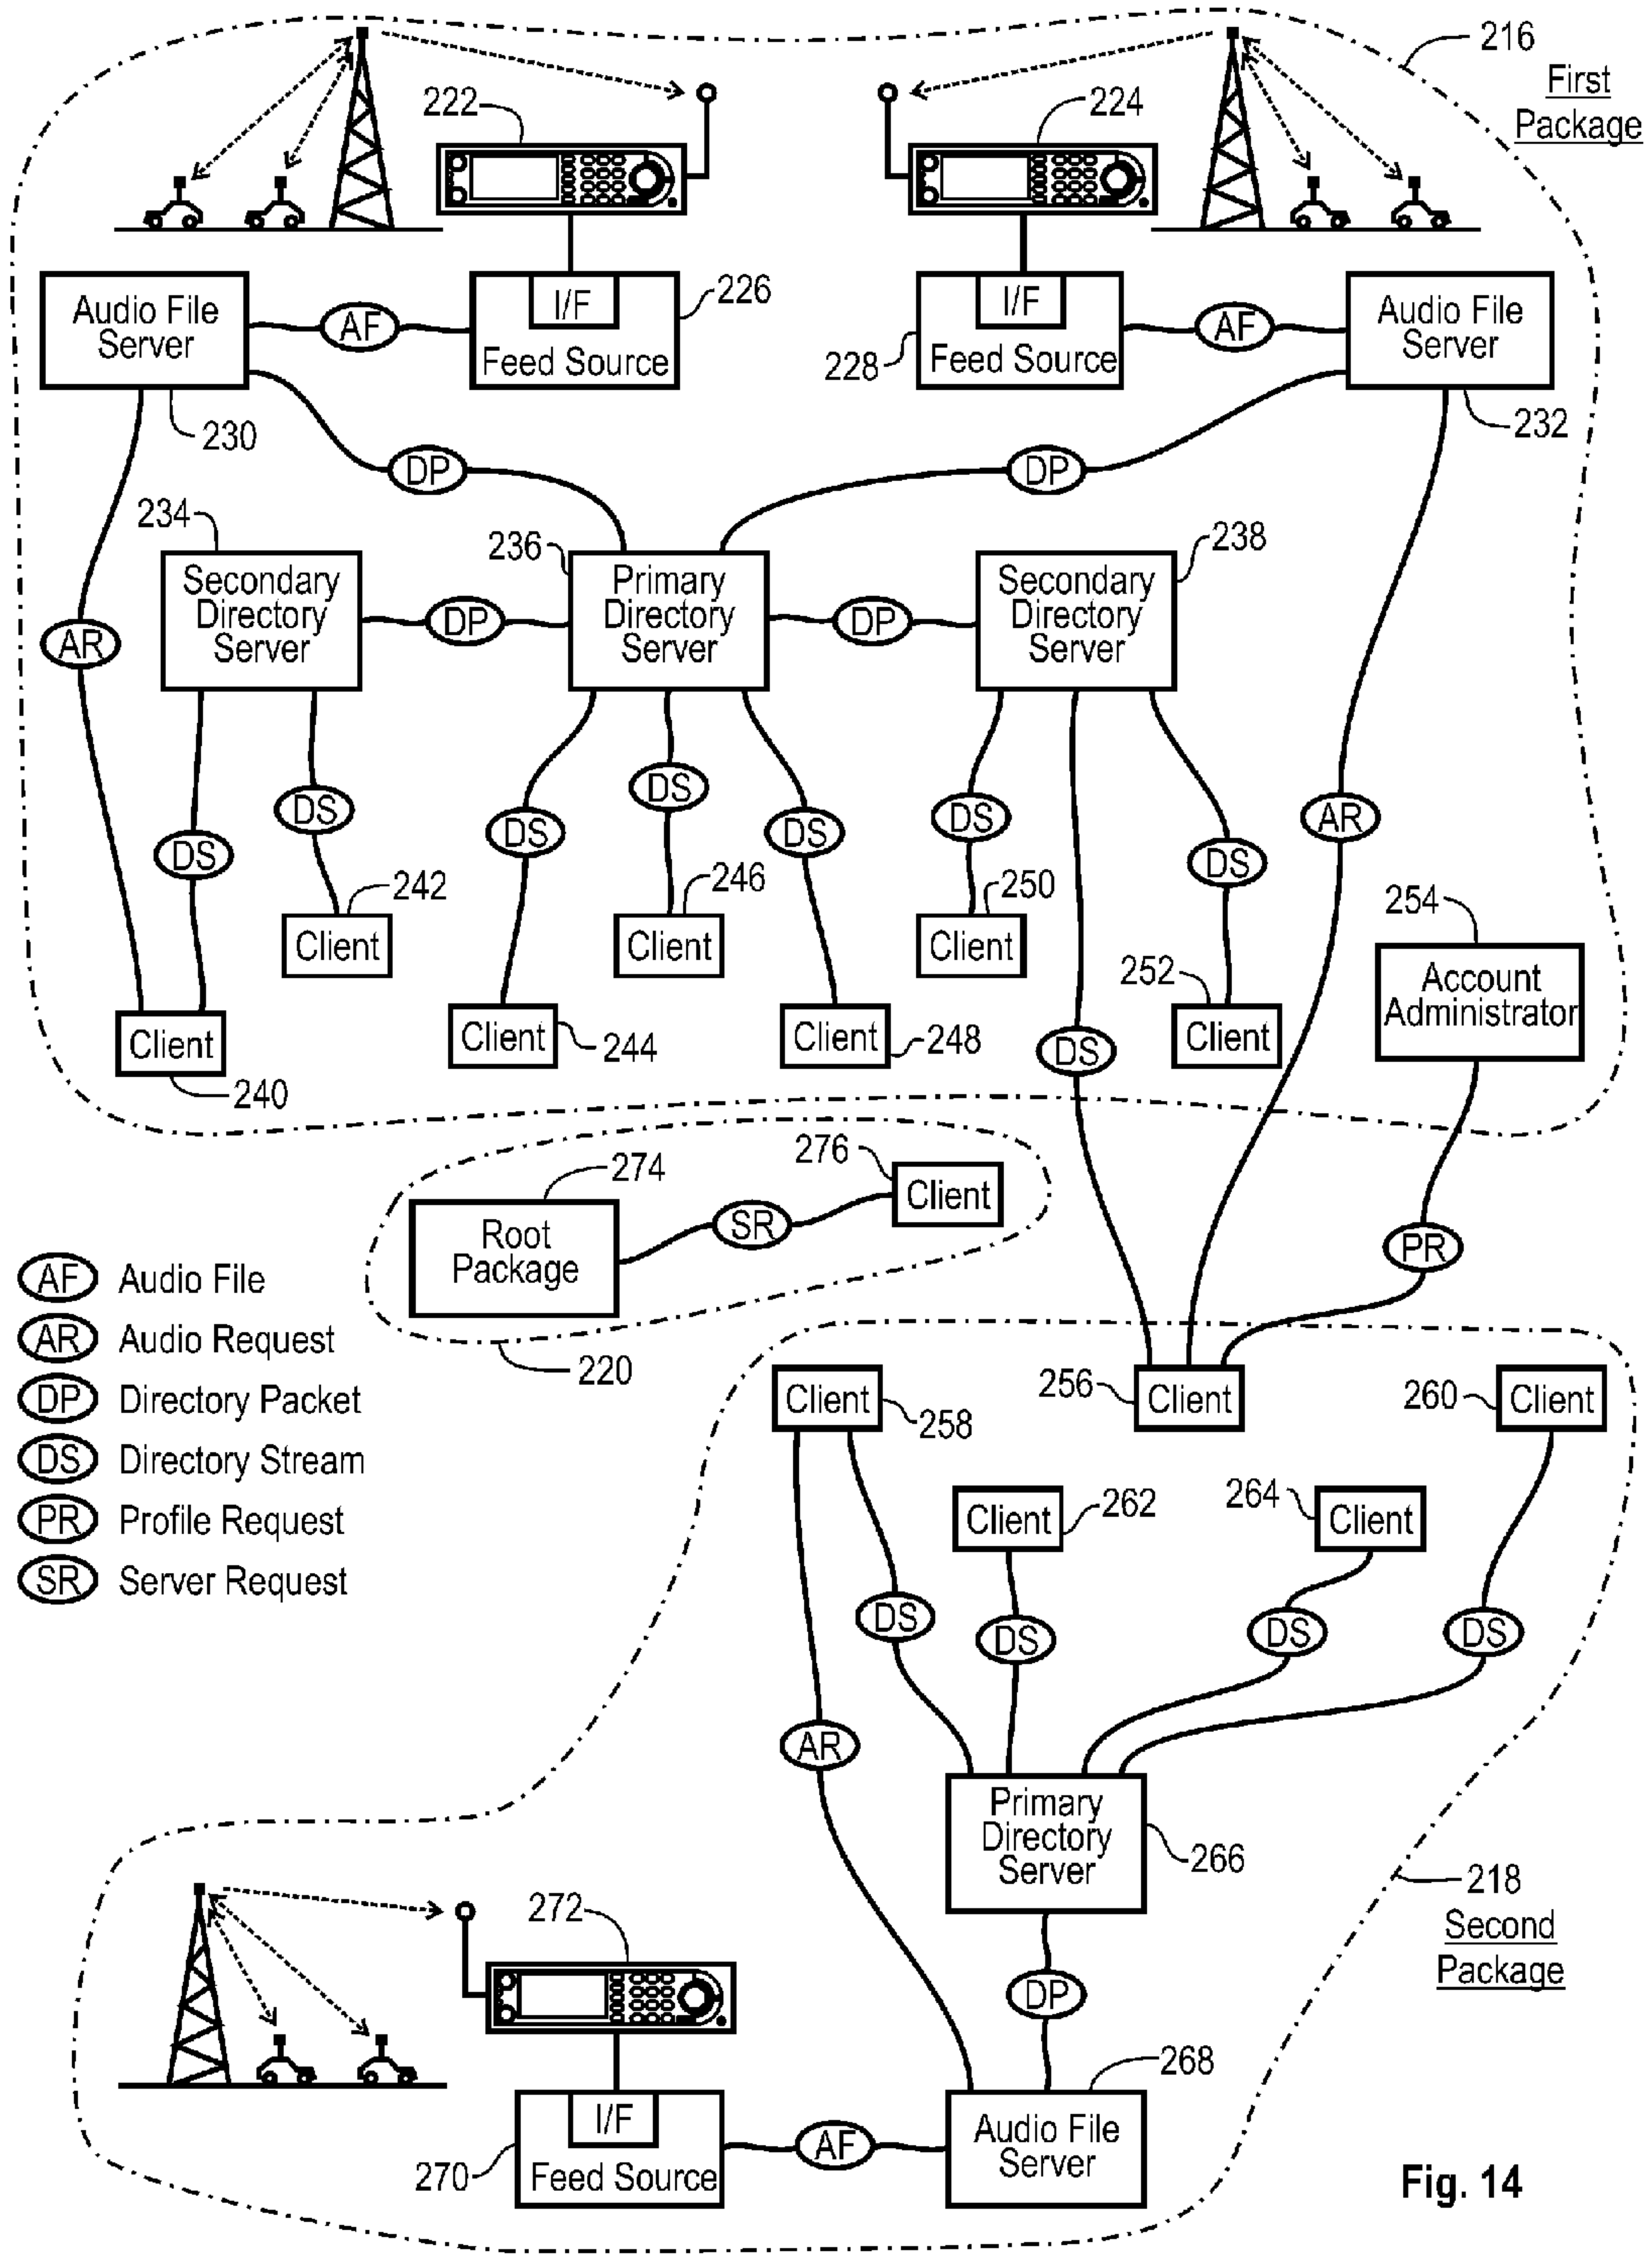 216
First
Package
222
224
Audio File
Server
AF
I/F
Feed Source
226
228
I/F
Feed Source
AF
Audio File
Server
230
232
DP
DP
234
236
238
Secondary
Directory
Server
DP
Primary
Directory
Server
DP
Secondary
Directory
Server
AR
DS
DS
DS
DS
DS
DS
DS
AR
242
246
250
254
Client
Client
Client
252
Account
Administrator
Client
Client
244
Client
248
DS
Client
240
274
276
Client
Root
Package
SR
PR
220
AF Audio File
AR Audio Request
DP Directory Packet
DS Directory Stream
PR Profile Request
SR Server Request
Client
258
256
Client
260
Client
Client
262
264
Client
DS
DS
DS
DS
AR
Primary
Directory
Server
266
218
Second
Package
272
DP
268
I/F
Feed Source
270
AF
Audio File
Server
Fig. 14